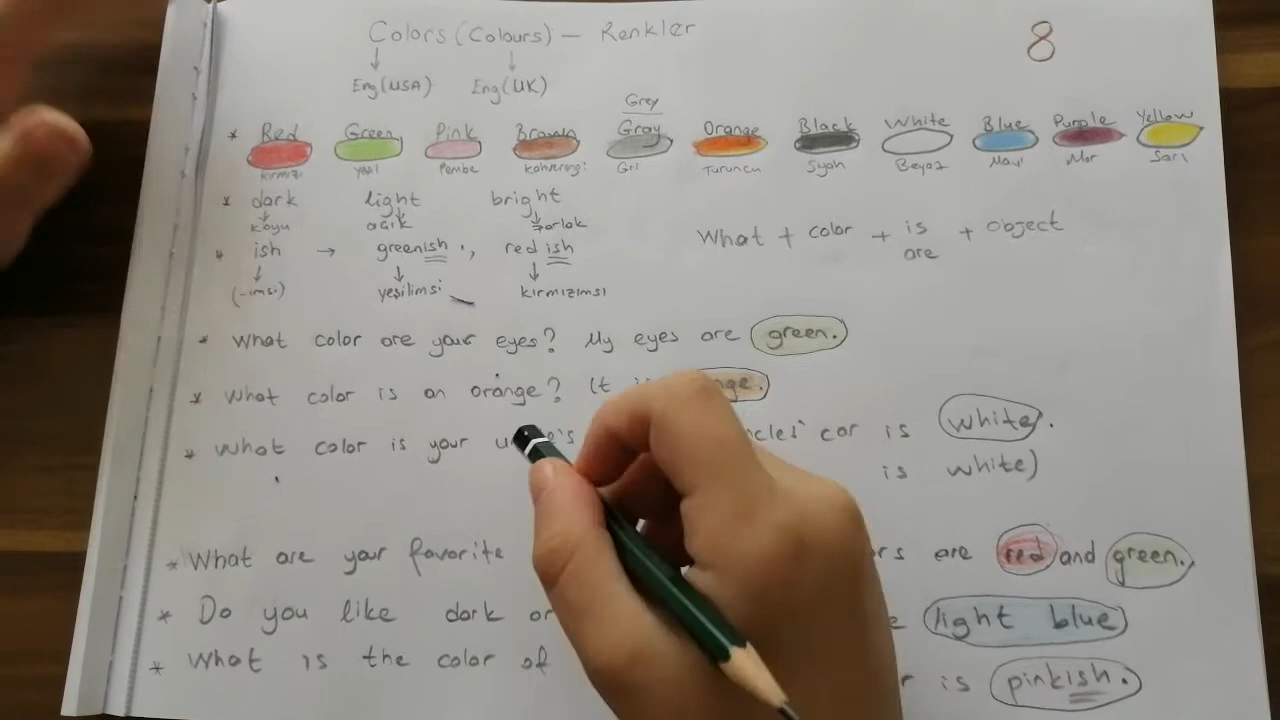 Colors (Colours) — Renkler
8
Eng(USA) Eng(UK)
Grey
* Red Green Pink Brown Gray Orange Black White Blue Purple Yellow
kırmızı yeşil Pembe kahverengi Gri Turuncu Siyah Beyaz Mavi Mor Sarı
* dark light bright
koyu açık parlak
What + color + is + object
are
* ish → greenish, redish
(-imsi) yeşilimsi kırmızımsı
* What color are your eyes? My eyes are green.
* What color is an orange? It is
* What color is your car is white.
is white)
* What are your favorite are red and green.
* Do you like dark or light blue
* What is the color of is pinkish.